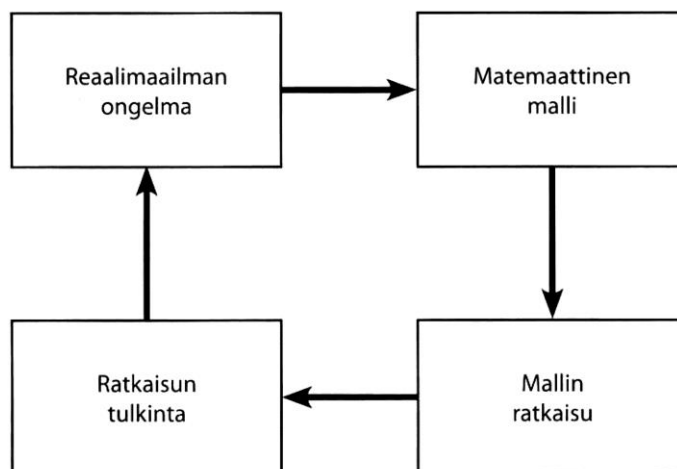 Reaalimaailman
ongelma
Matemaattinen
malli
Ratkaisun
tulkinta
Mallin
ratkaisu